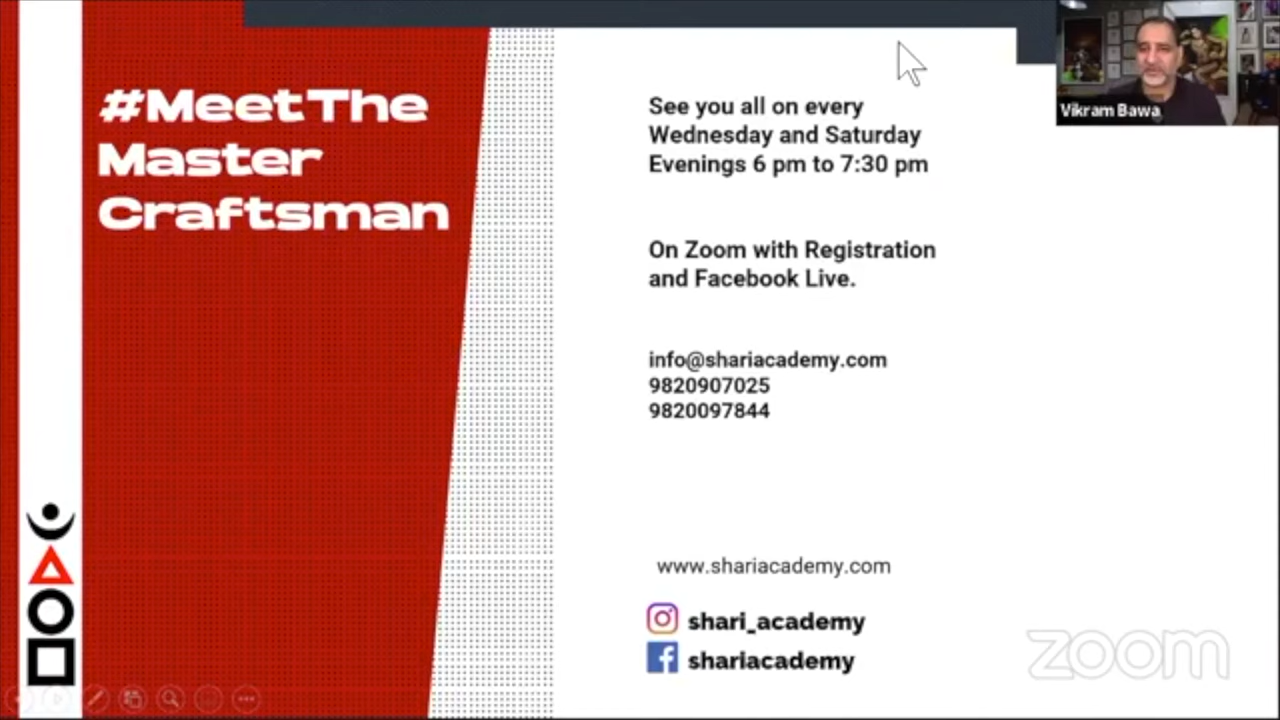 #MeetThe
Master
Craftsman
See you all on every
Wednesday and Saturday
Evenings 6 pm to 7:30 pm
On Zoom with Registration
and Facebook Live.
info@shariacademy.com
9820907025
9820097844
www.shariacademy.com
shari_academy
shariacademy
Vikram Bawa
zoom